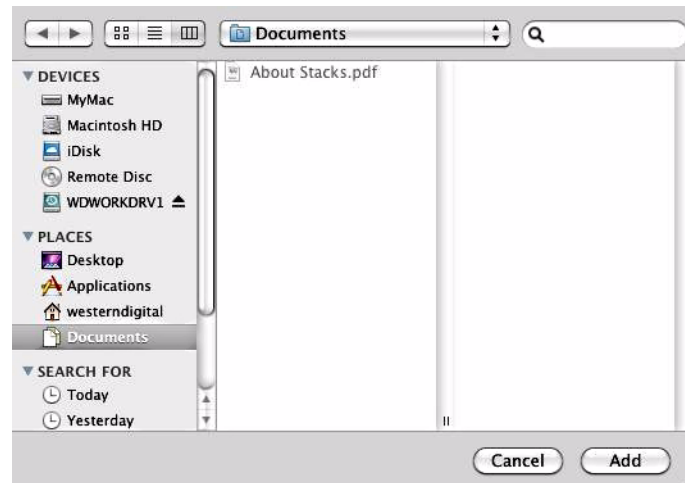 Documents
DEVICES
MyMac
Macintosh HD
iDisk
Remote Disc
WDWORKDRV1
PLACES
Desktop
Applications
westerndigital
Documents
SEARCH FOR
Today
Yesterday
About Stacks.pdf
Cancel
Add